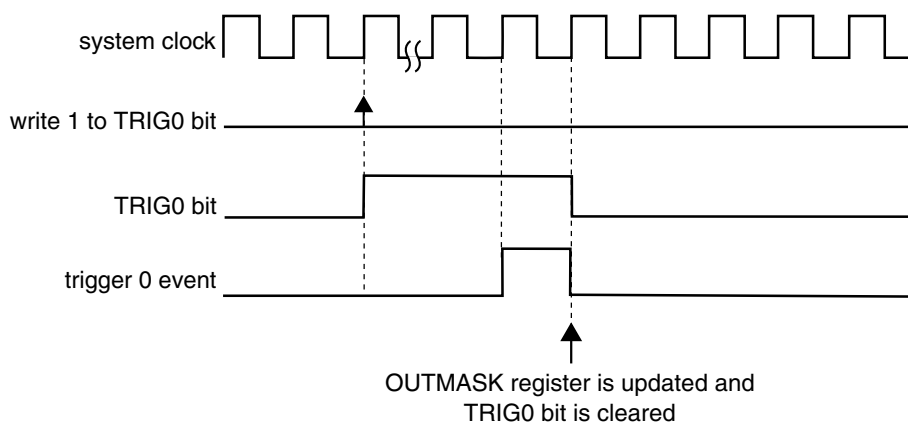 system clock
write 1 to TRIG0 bit
TRIG0 bit
trigger 0 event
OUTMASK register is updated and
TRIG0 bit is cleared